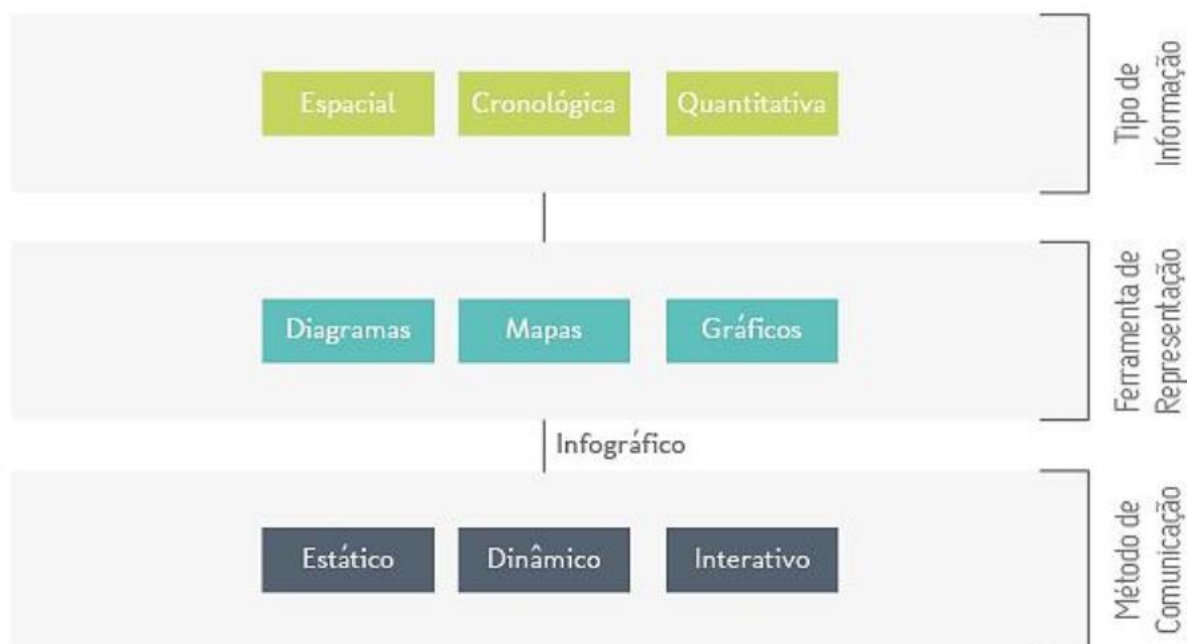 Espacial
Cronológica
Quantitativa
Tipo de
Informação
Diagramas
Mapas
Gráficos
Ferramenta de
Representação
Infográfico
Estático
Dinâmico
Interativo
Método de
Comunicação